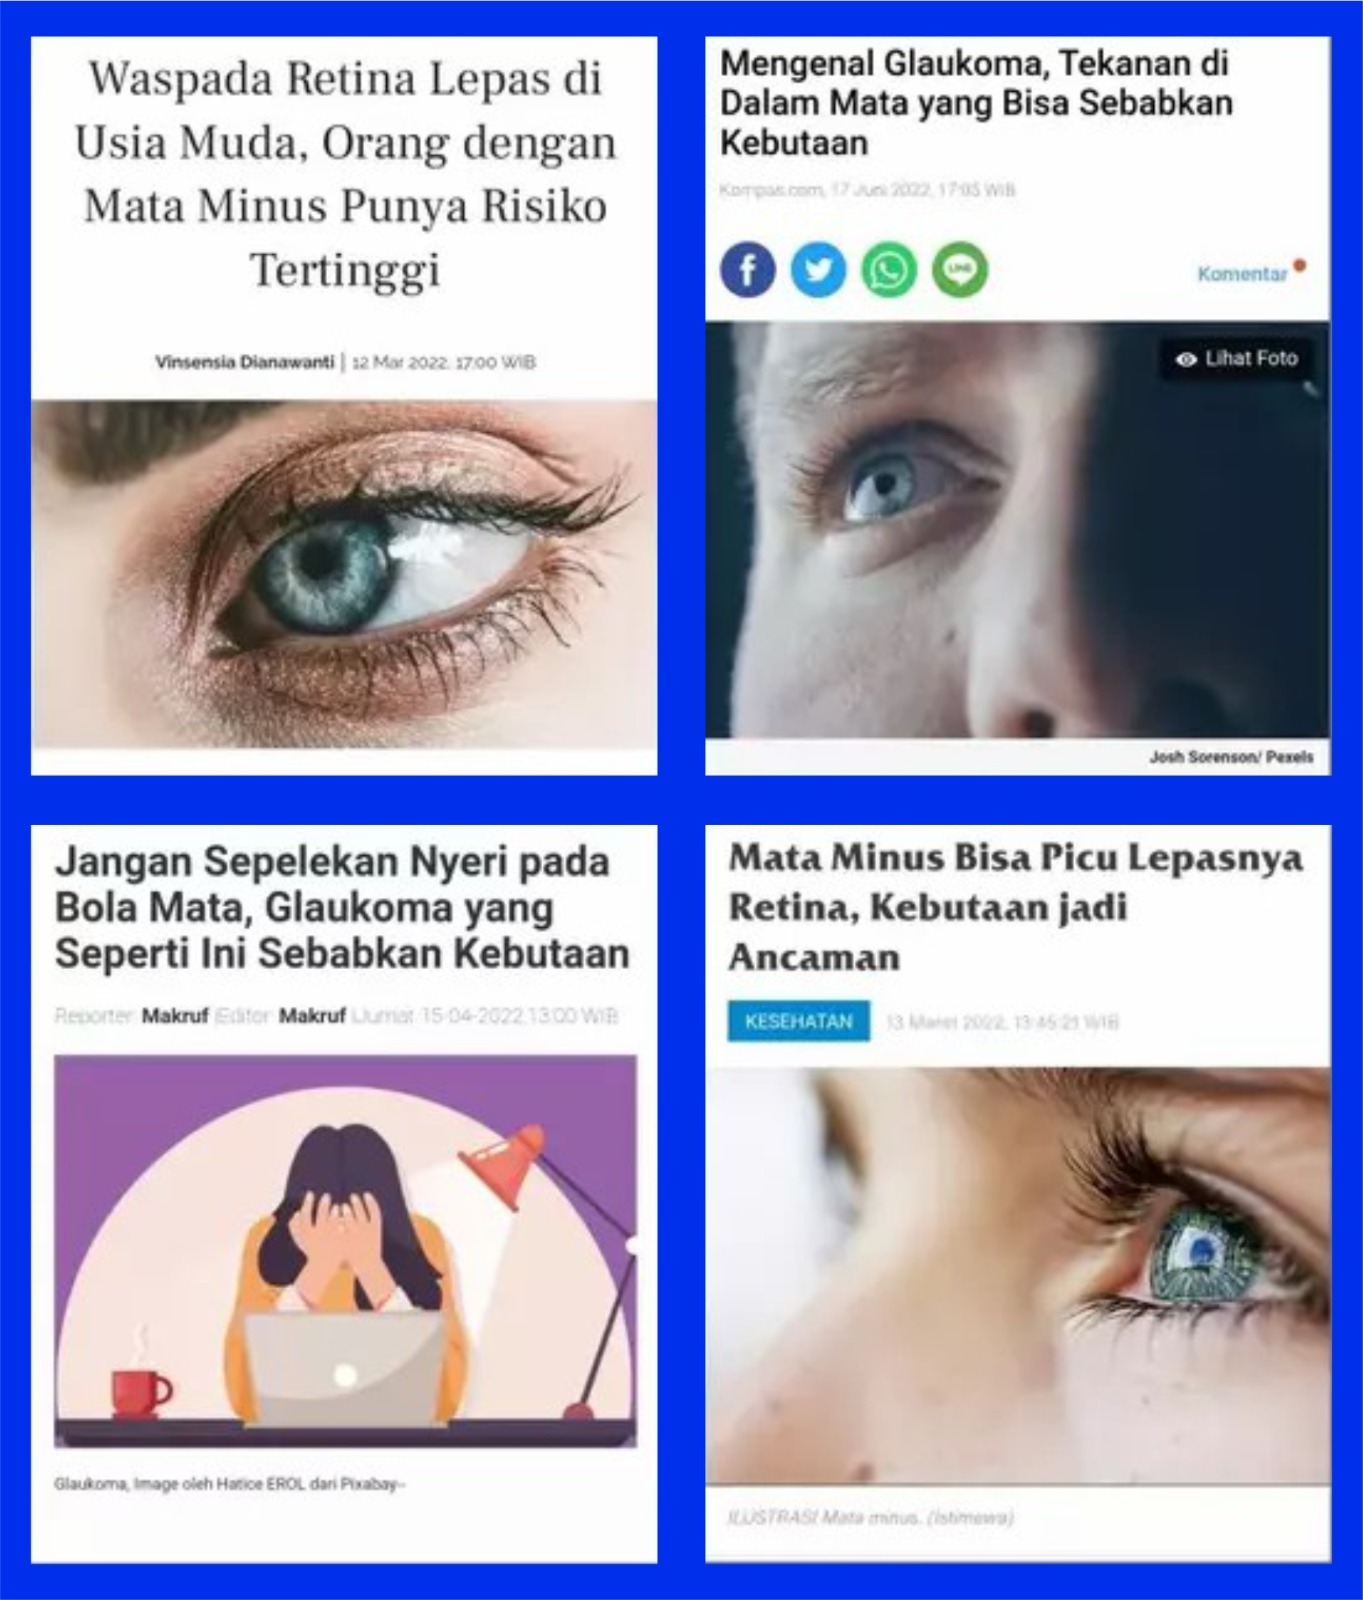 Waspada Retina Lepas di
Usia Muda, Orang dengan
Mata Minus Punya Risiko
Tertinggi
Vinsensia Dianawanti | 12 Mar 2022, 17:00 WIB
Mengenal Glaukoma, Tekanan di
Dalam Mata yang Bisa Sebabkan
Kebutaan
Kompas.com, 17 Juni 2022, 17:05 WIB
LINE
Komentar
Lihat Foto
Josh Sorenson/ Pexels
Jangan Sepelekan Nyeri pada
Bola Mata, Glaukoma yang
Seperti Ini Sebabkan Kebutaan
Reporter: Makruf |Editor: Makruf |Jumat 15-04-2022,13:00 WIB
Glaukoma, Image oleh Hatice EROL dari Pixabay--
Mata Minus Bisa Picu Lepasnya
Retina, Kebutaan jadi
Ancaman
KESEHATAN
13 Maret 2022, 13:45:21 WIB
ILUSTRASI Mata minus. (Istimewa)